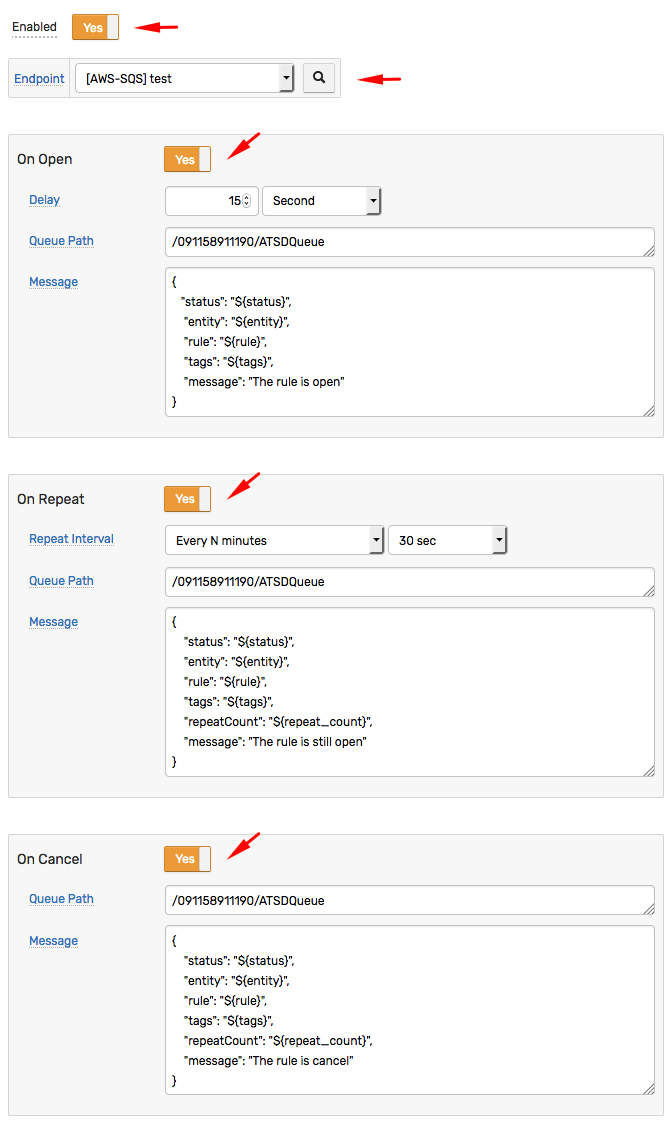 Enabled Yes
Endpoint [AWS-SQS] test
On Open Yes
Delay 15 Second
Queue Path /091158911190/ATSDQueue
Message {
"status": "${status}",
"entity": "${entity}",
"rule": "${rule}",
"tags": "${tags}",
"message": "The rule is open"
}
On Repeat Yes
Repeat Interval Every N minutes 30 sec
Queue Path /091158911190/ATSDQueue
Message {
"status": "${status}",
"entity": "${entity}",
"rule": "${rule}",
"tags": "${tags}",
"repeatCount": "${repeat_count}",
"message": "The rule is still open"
}
On Cancel Yes
Queue Path /091158911190/ATSDQueue
Message {
"status": "${status}",
"entity": "${entity}",
"rule": "${rule}",
"tags": "${tags}",
"repeatCount": "${repeat_count}",
"message": "The rule is cancel"
}